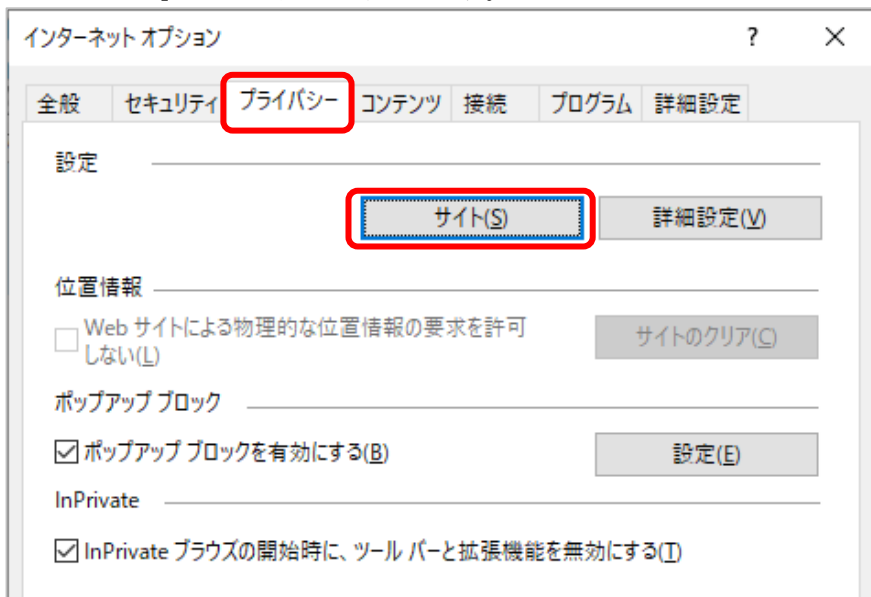 インターネット オプション ? ×
全般 セキュリティ プライバシー コンテンツ 接続 プログラム 詳細設定
設定
サイト(S) 詳細設定(V)
位置情報
Web サイトによる物理的な位置情報の要求を許可
しない(L)
サイトのクリア(C)
ポップアップ ブロック
ポップアップ ブロックを有効にする(B) 設定(E)
InPrivate
InPrivate ブラウズの開始時に、ツール バーと拡張機能を無効にする(T)